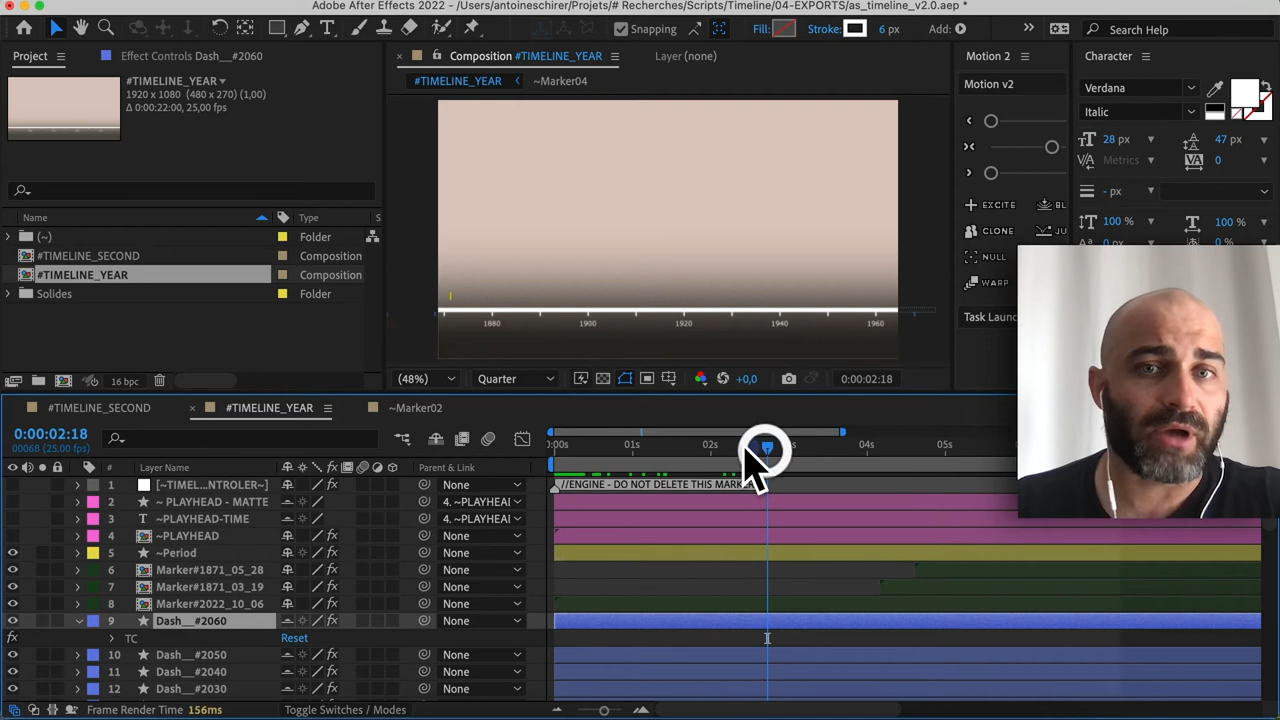 Adobe After Effects 2022 - /Users/antoineschirer/Projets/# Recherches/Scripts/Timeline/04-EXPORTS/as_timeline_v2.0.aep *
Snapping
Fill:
Stroke:
6 px
Add:
Search Help
Project
Effect Controls Dash__#2060
Composition #TIMELINE_YEAR
Layer (none)
Motion 2
Character
#TIMELINE_YEAR
1920 x 1080 (480 x 270) (1,00)
Δ 0:00:22:00, 25,00 fps
#TIMELINE_YEAR
~Marker04
Motion v2
Verdana
Italic
28 px
47 px
Metrics
0
- px
100 %
100 %
0 px
0 %
EXCITE
BL
CLONE
JU
NULL
WARP
Task Launc
Name
Type
S
(~)
Folder
#TIMELINE_SECOND
Composition
#TIMELINE_YEAR
Composition
Solides
Folder
1880
1900
1920
1940
1960
16 bpc
(48%)
Quarter
+0,0
0:00:02:18
#TIMELINE_SECOND
#TIMELINE_YEAR
~Marker02
0:00:02:18
00068 (25.00 fps)
:00s
01s
02s
04s
05s
#
Layer Name
Parent & Link
1
[~TIMEL...NTROLER~]
None
//ENGINE - DO NOT DELETE THIS MARK
2
~ PLAYHEAD - MATTE
4. ~PLAYHEAI
3
~PLAYHEAD-TIME
4. ~PLAYHEAI
4
~PLAYHEAD
None
5
~Period
None
6
Marker#1871_05_28
None
7
Marker#1871_03_19
None
8
Marker#2022_10_06
None
9
Dash__#2060
None
TC
Reset
10
Dash__#2050
None
11
Dash__#2040
None
12
Dash__#2030
None
Frame Render Time 156ms
Toggle Switches / Modes